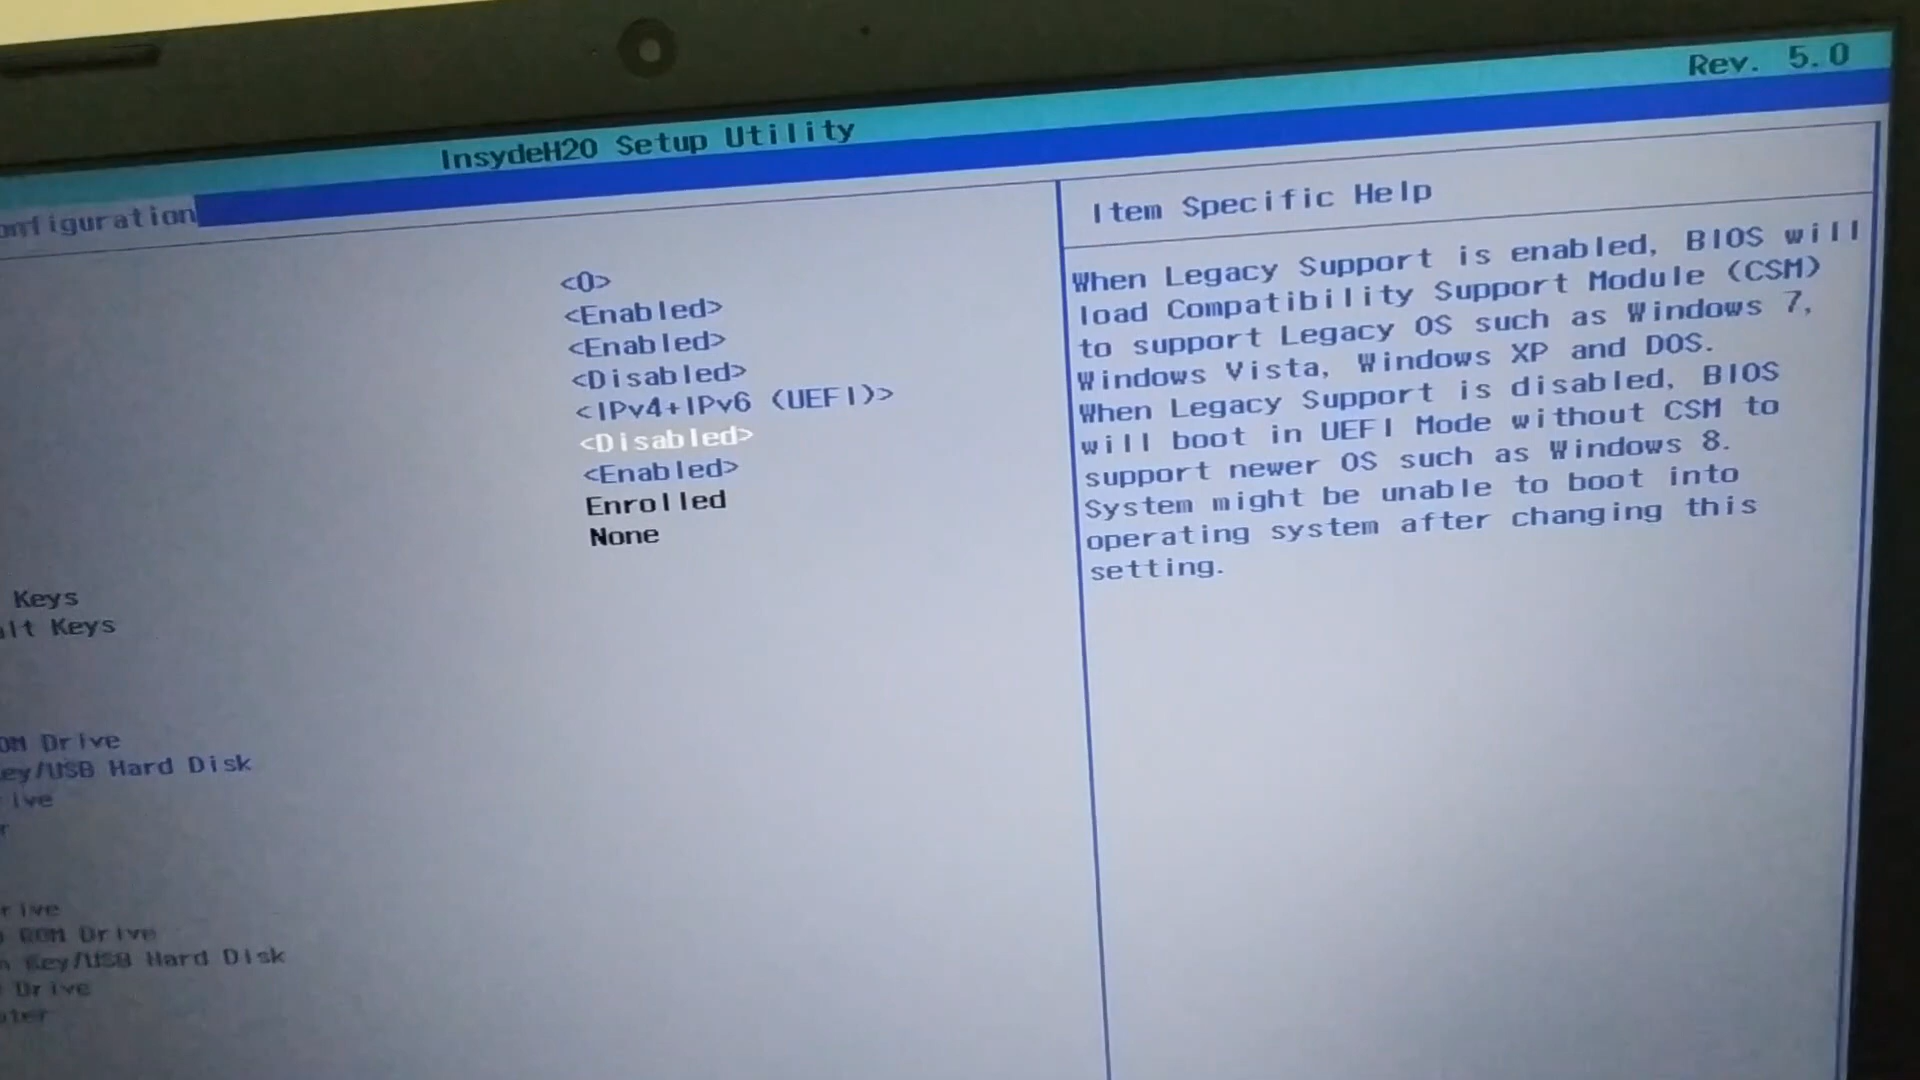 Rev. 5.0
InsydeH20 Setup Utility
onfiguration
Item Specific Help
<0>
<Enabled>
<Enabled>
<Disabled>
<IPv4+IPv6 (UEFI)>
<Disabled>
<Enabled>
Enrolled
None
Keys
alt Keys
OM Drive
ey/USB Hard Disk
rive
r
rive
ROM Drive
Key/USB Hard Disk
Drive
pter
When Legacy Support is enabled, BIOS will
load Compatibility Support Module (CSM)
to support Legacy OS such as Windows 7,
Windows Vista, Windows XP and DOS.
When Legacy Support is disabled, BIOS
will boot in UEFI Mode without CSM to
support newer OS such as Windows 8.
System might be unable to boot into
operating system after changing this
setting.